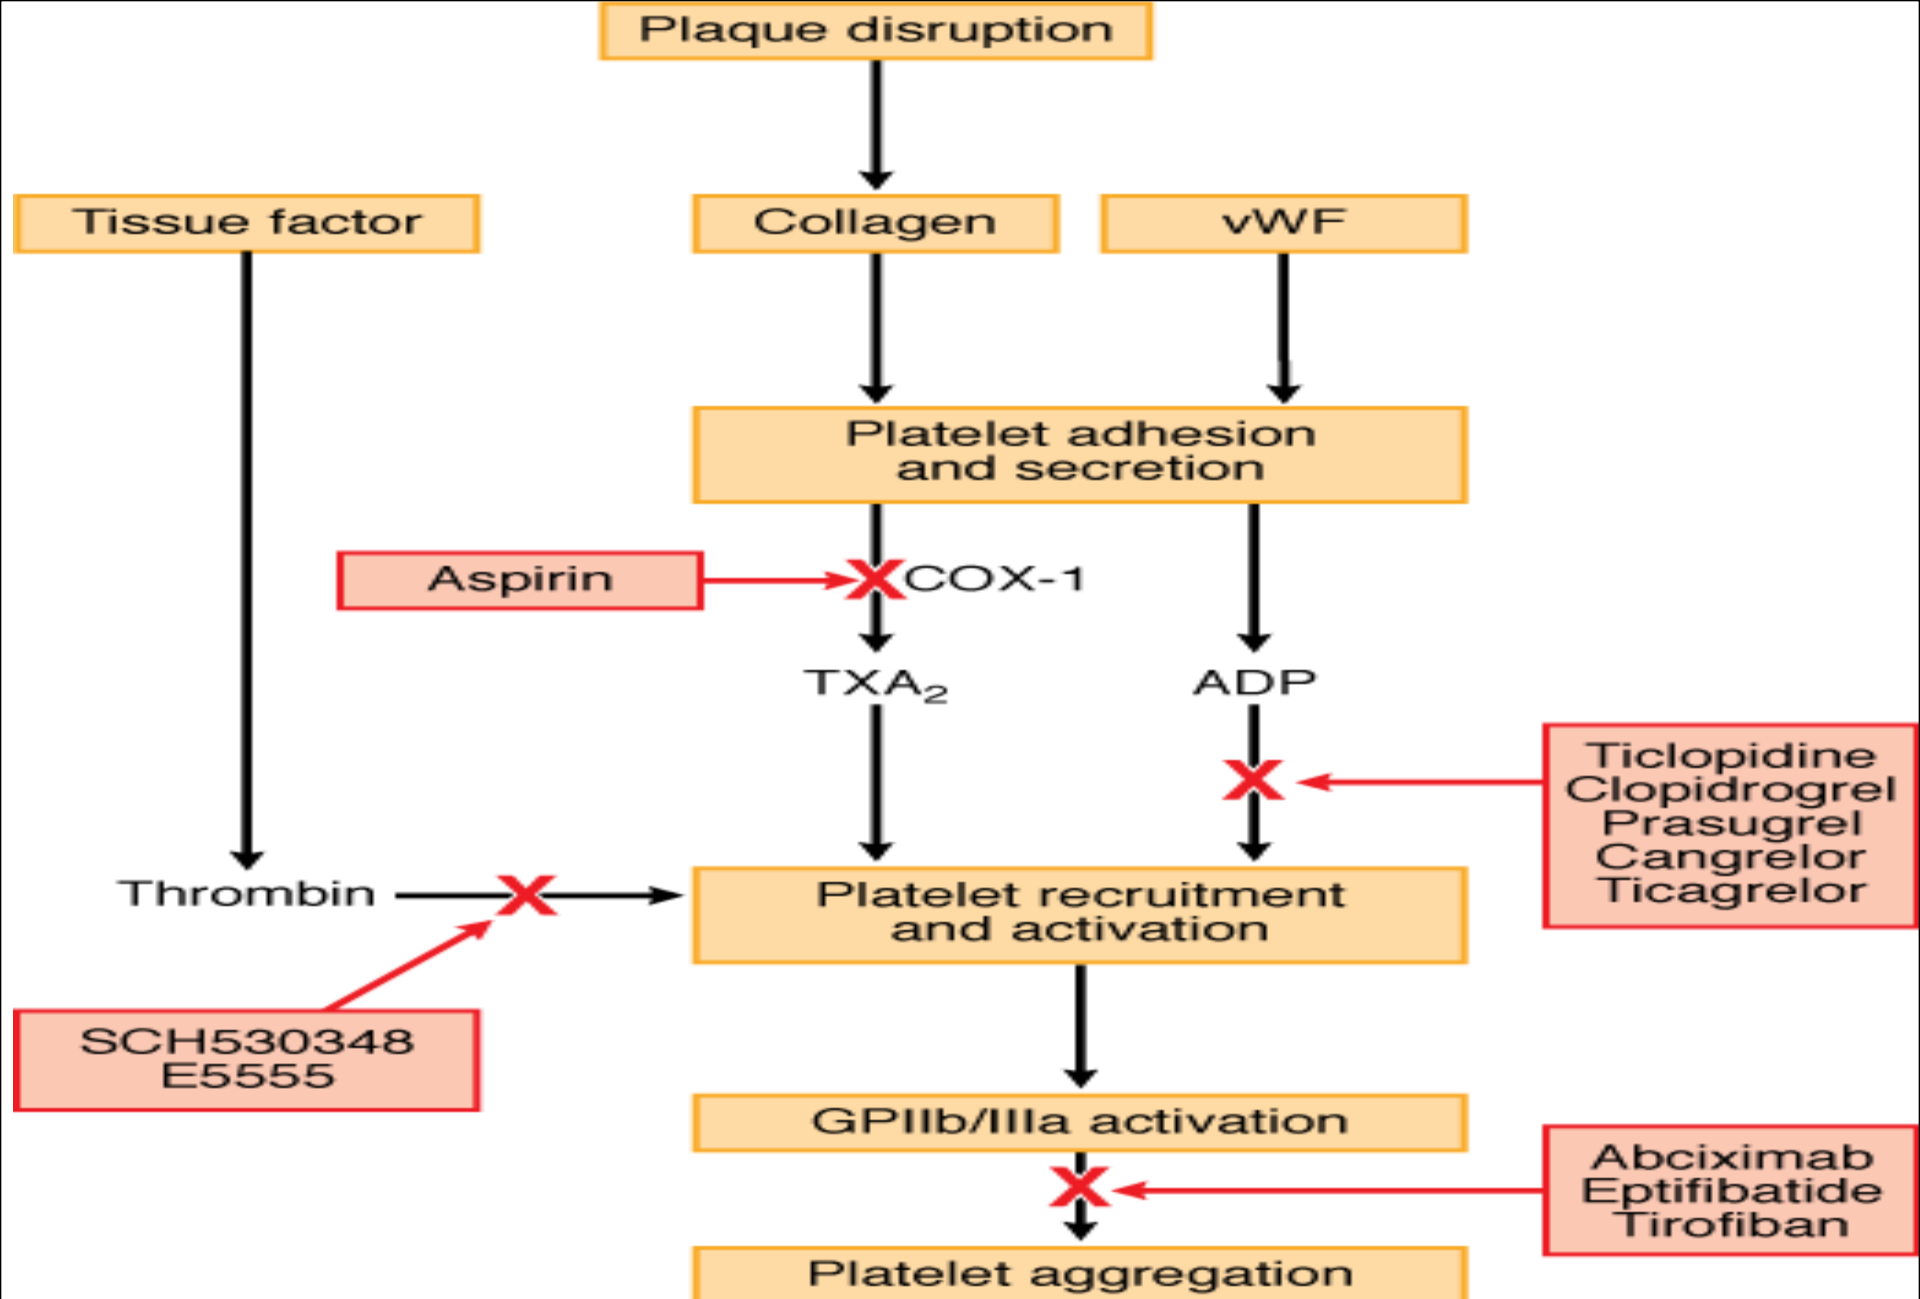 Plaque disruption
Tissue factor
Collagen
vWF
Platelet adhesion
and secretion
Aspirin
COX-1
TXA₂
ADP
Ticlopidine
Clopidrogrel
Prasugrel
Cangrelor
Ticagrelor
Thrombin
Platelet recruitment
and activation
SCH530348
E5555
GPIIb/IIIa activation
Abciximab
Eptifibatide
Tirofiban
Platelet aggregation